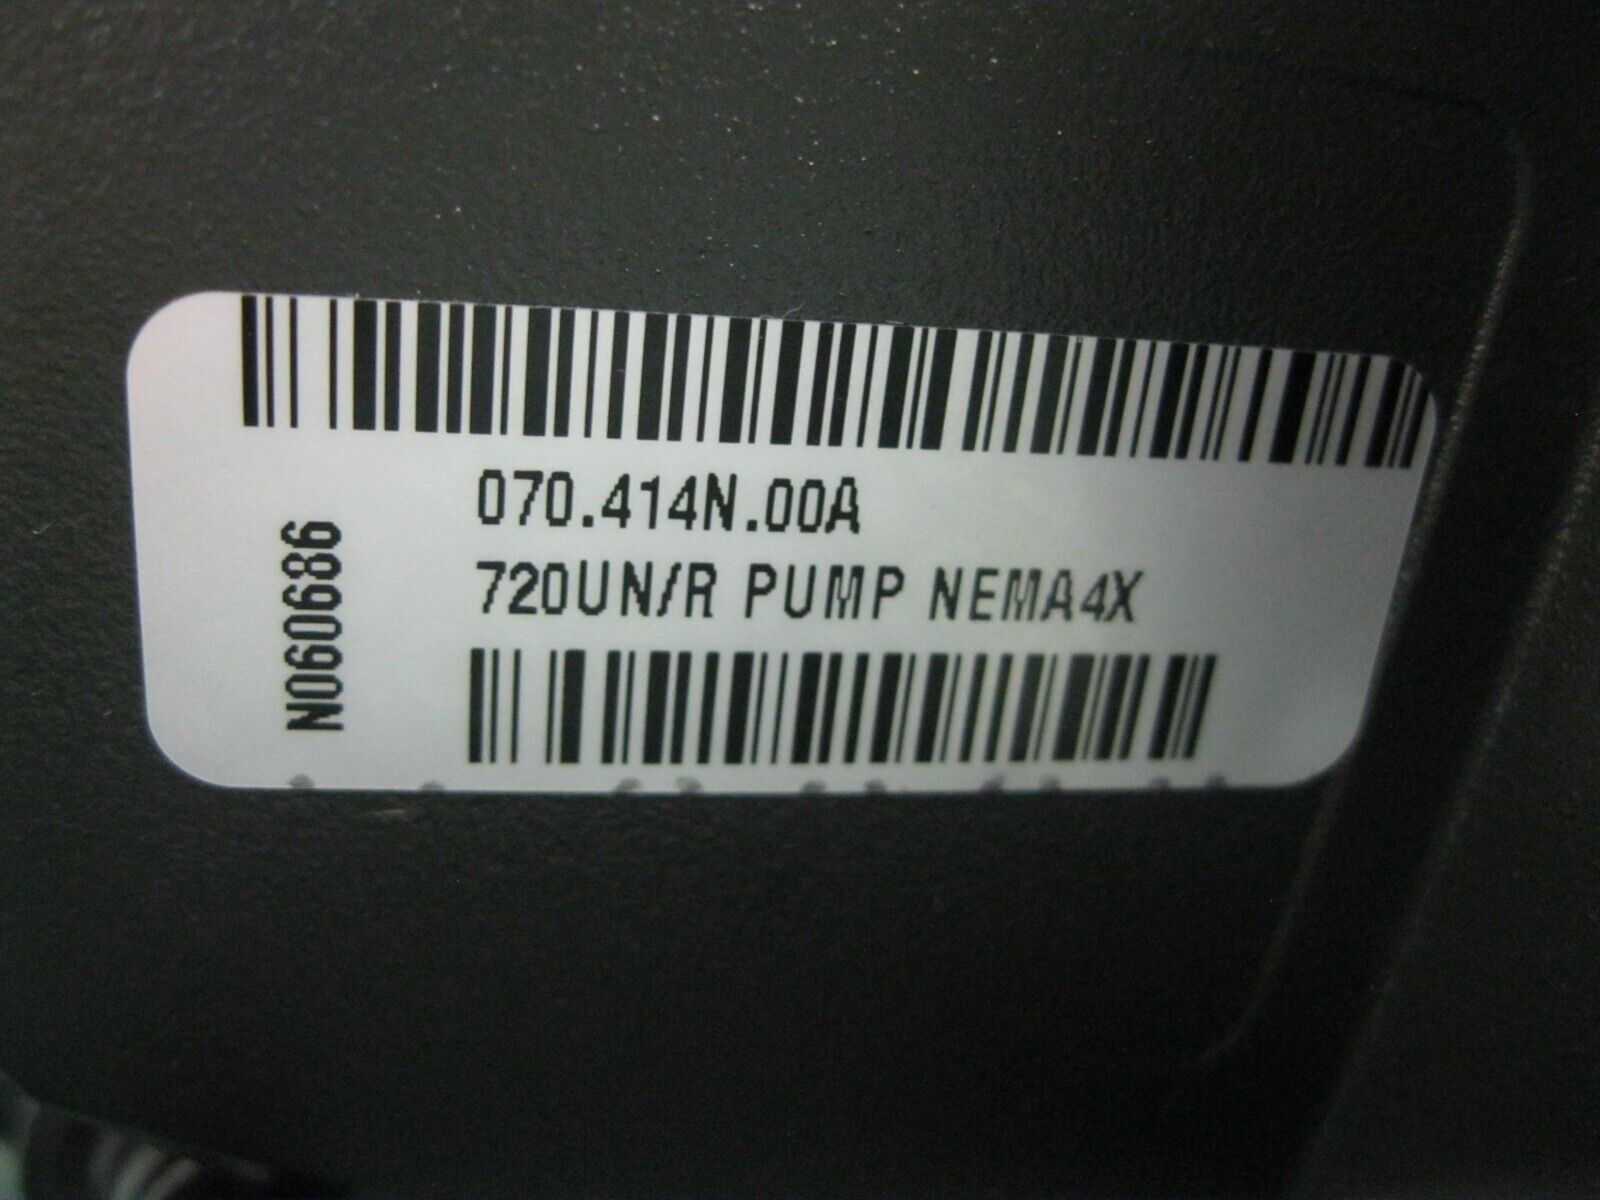 070.414N.00A
720UN/R PUMP NEMA4X
N060686